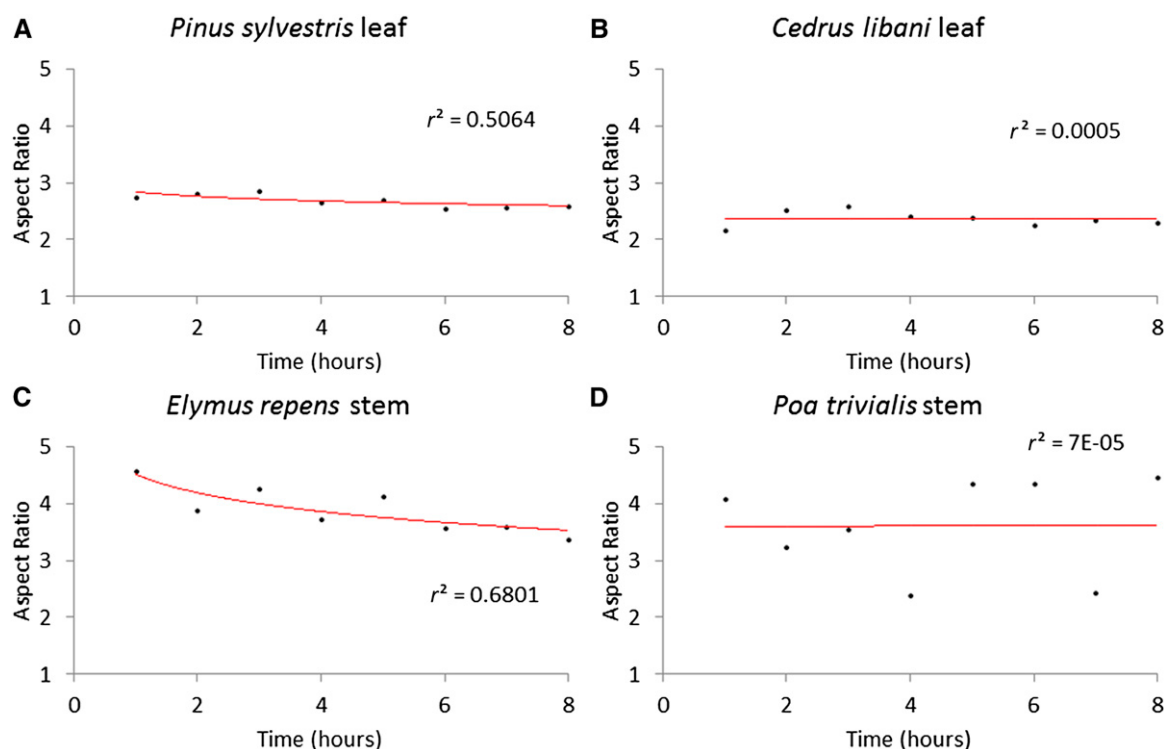 A
Pinus sylvestris leaf
5
4
3
2
1
Aspect Ratio
r² = 0.5064
0 2 4 6 8
Time (hours)
B
Cedrus libani leaf
5
4
3
2
1
Aspect Ratio
r² = 0.0005
0 2 4 6 8
Time (hours)
C
Elymus repens stem
5
4
3
2
1
Aspect Ratio
r² = 0.6801
0 2 4 6 8
Time (hours)
D
Poa trivialis stem
r² = 7E-05
5
4
3
2
1
Aspect Ratio
0 2 4 6 8
Time (hours)